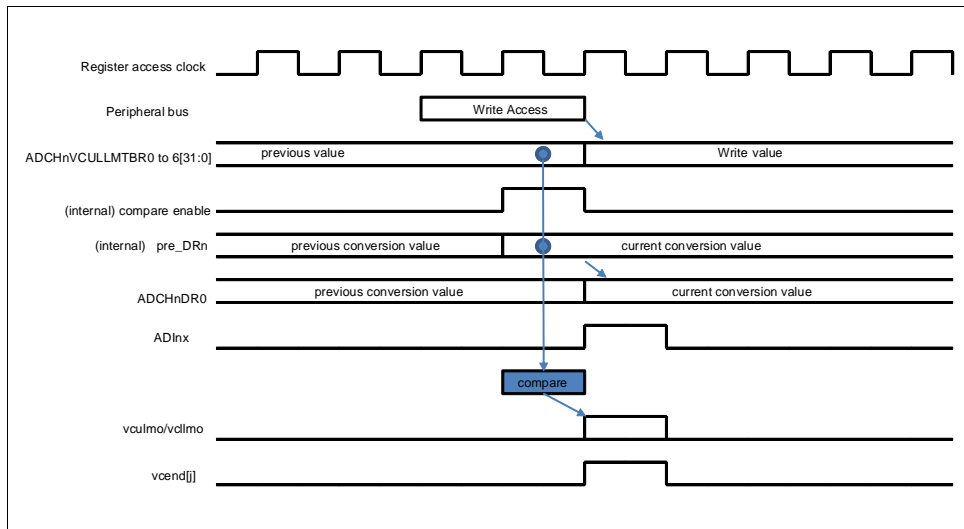 Register access clock
Peripheral bus
Write Access
ADCHnVCULLMTBR0 to 6[31:0]
previous value
Write value
(internal) compare enable
(internal) pre_DRn
previous conversion value
current conversion value
ADCHnDR0
previous conversion value
current conversion value
ADInx
compare
vculmo/vcllmo
vcend[j]